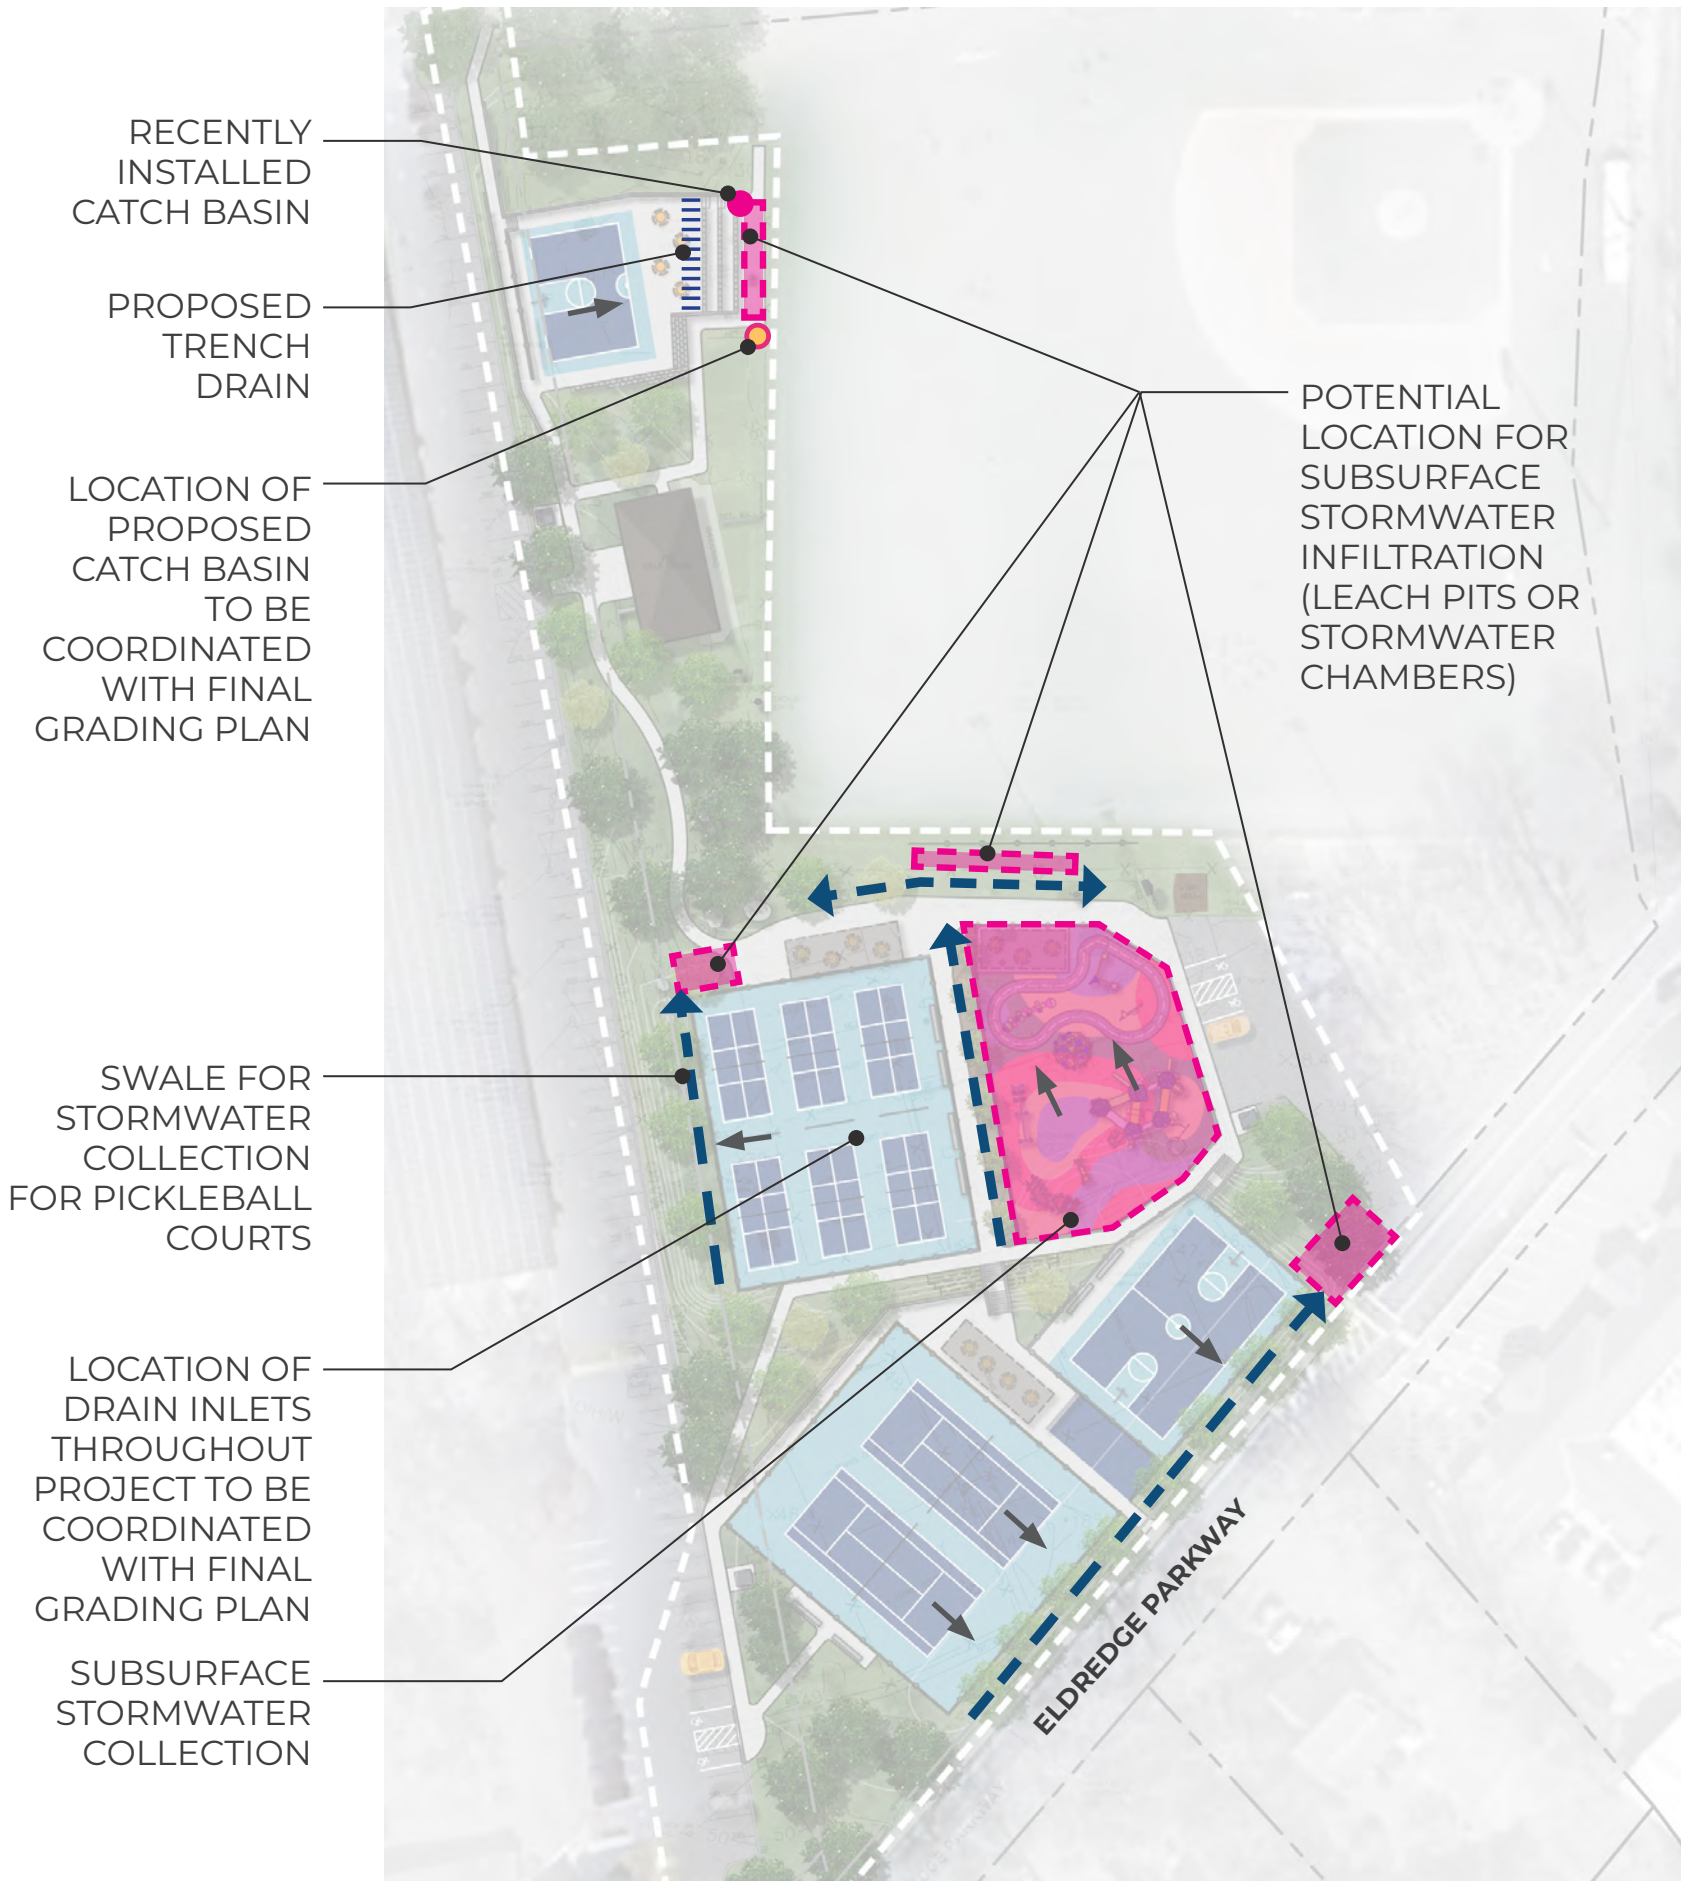 RECENTLY
INSTALLED
CATCH BASIN
PROPOSED
TRENCH
DRAIN
LOCATION OF
PROPOSED
CATCH BASIN
TO BE
COORDINATED
WITH FINAL
GRADING PLAN
POTENTIAL
LOCATION FOR
SUBSURFACE
STORMWATER
INFILTRATION
(LEACH PITS OR
STORMWATER
CHAMBERS)
SWALE FOR
STORMWATER
COLLECTION
FOR PICKLEBALL
COURTS
LOCATION OF
DRAIN INLETS
THROUGHOUT
PROJECT TO BE
COORDINATED
WITH FINAL
GRADING PLAN
SUBSURFACE
STORMWATER
COLLECTION
ELDREDGE PARKWAY